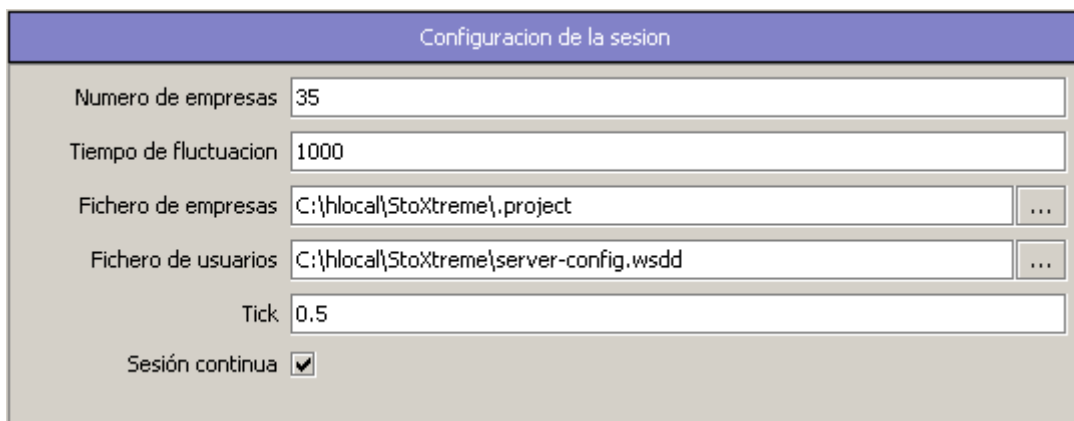 Configuracion de la sesion
Numero de empresas 35
Tiempo de fluctuacion 1000
Fichero de empresas C:\hlocal\StoXtreme\.project ...
Fichero de usuarios C:\hlocal\StoXtreme\server-config.wsdd ...
Tick 0.5
Sesión continua